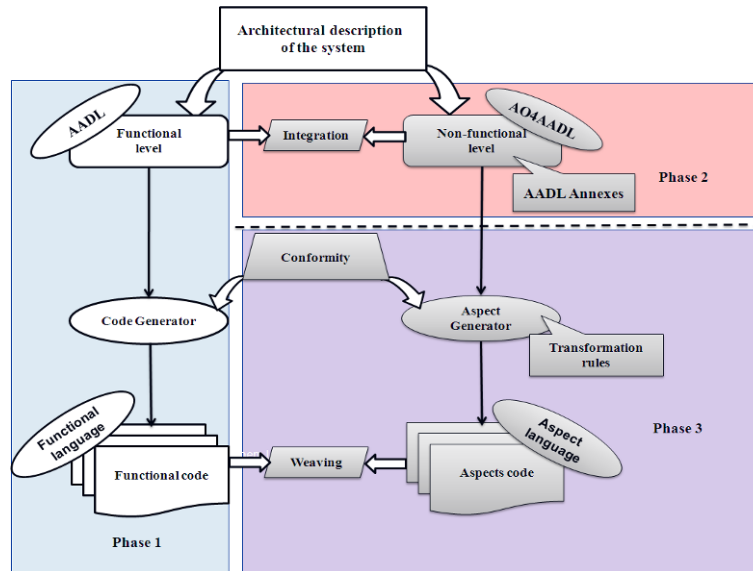 Architectural description
of the system
AADL
Functional
level
Integration
Non-functional
level
AO4AADL
AADL Annexes
Phase 2
Conformity
Code Generator
Aspect
Generator
Transformation
rules
Functional
language
Functional code
Weaving
Aspects code
Aspect
language
Phase 3
Phase 1